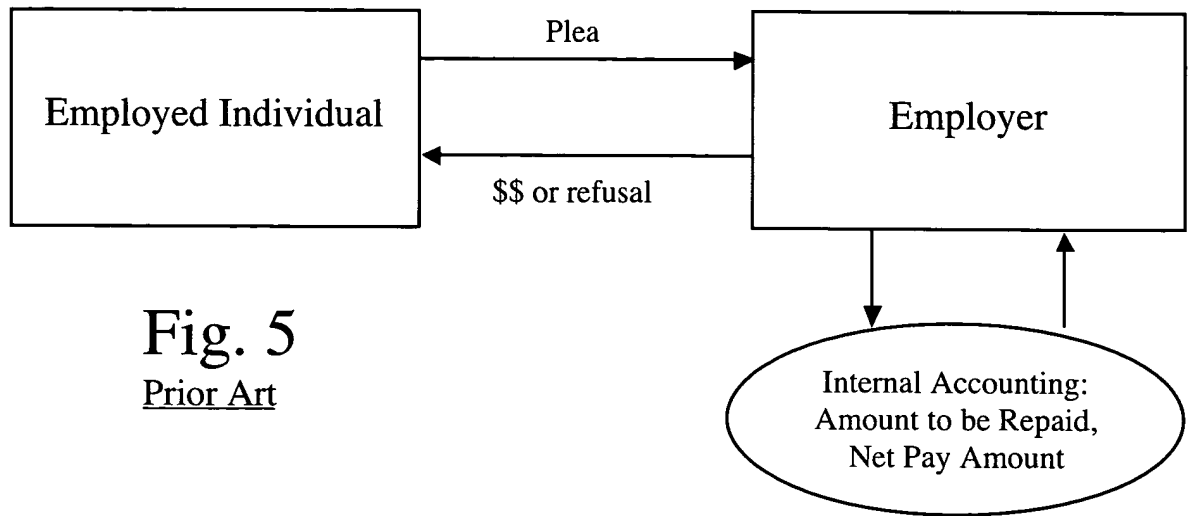 Plea
Employed Individual
Employer
$$ or refusal
Fig. 5
Prior Art
Internal Accounting:
Amount to be Repaid,
Net Pay Amount